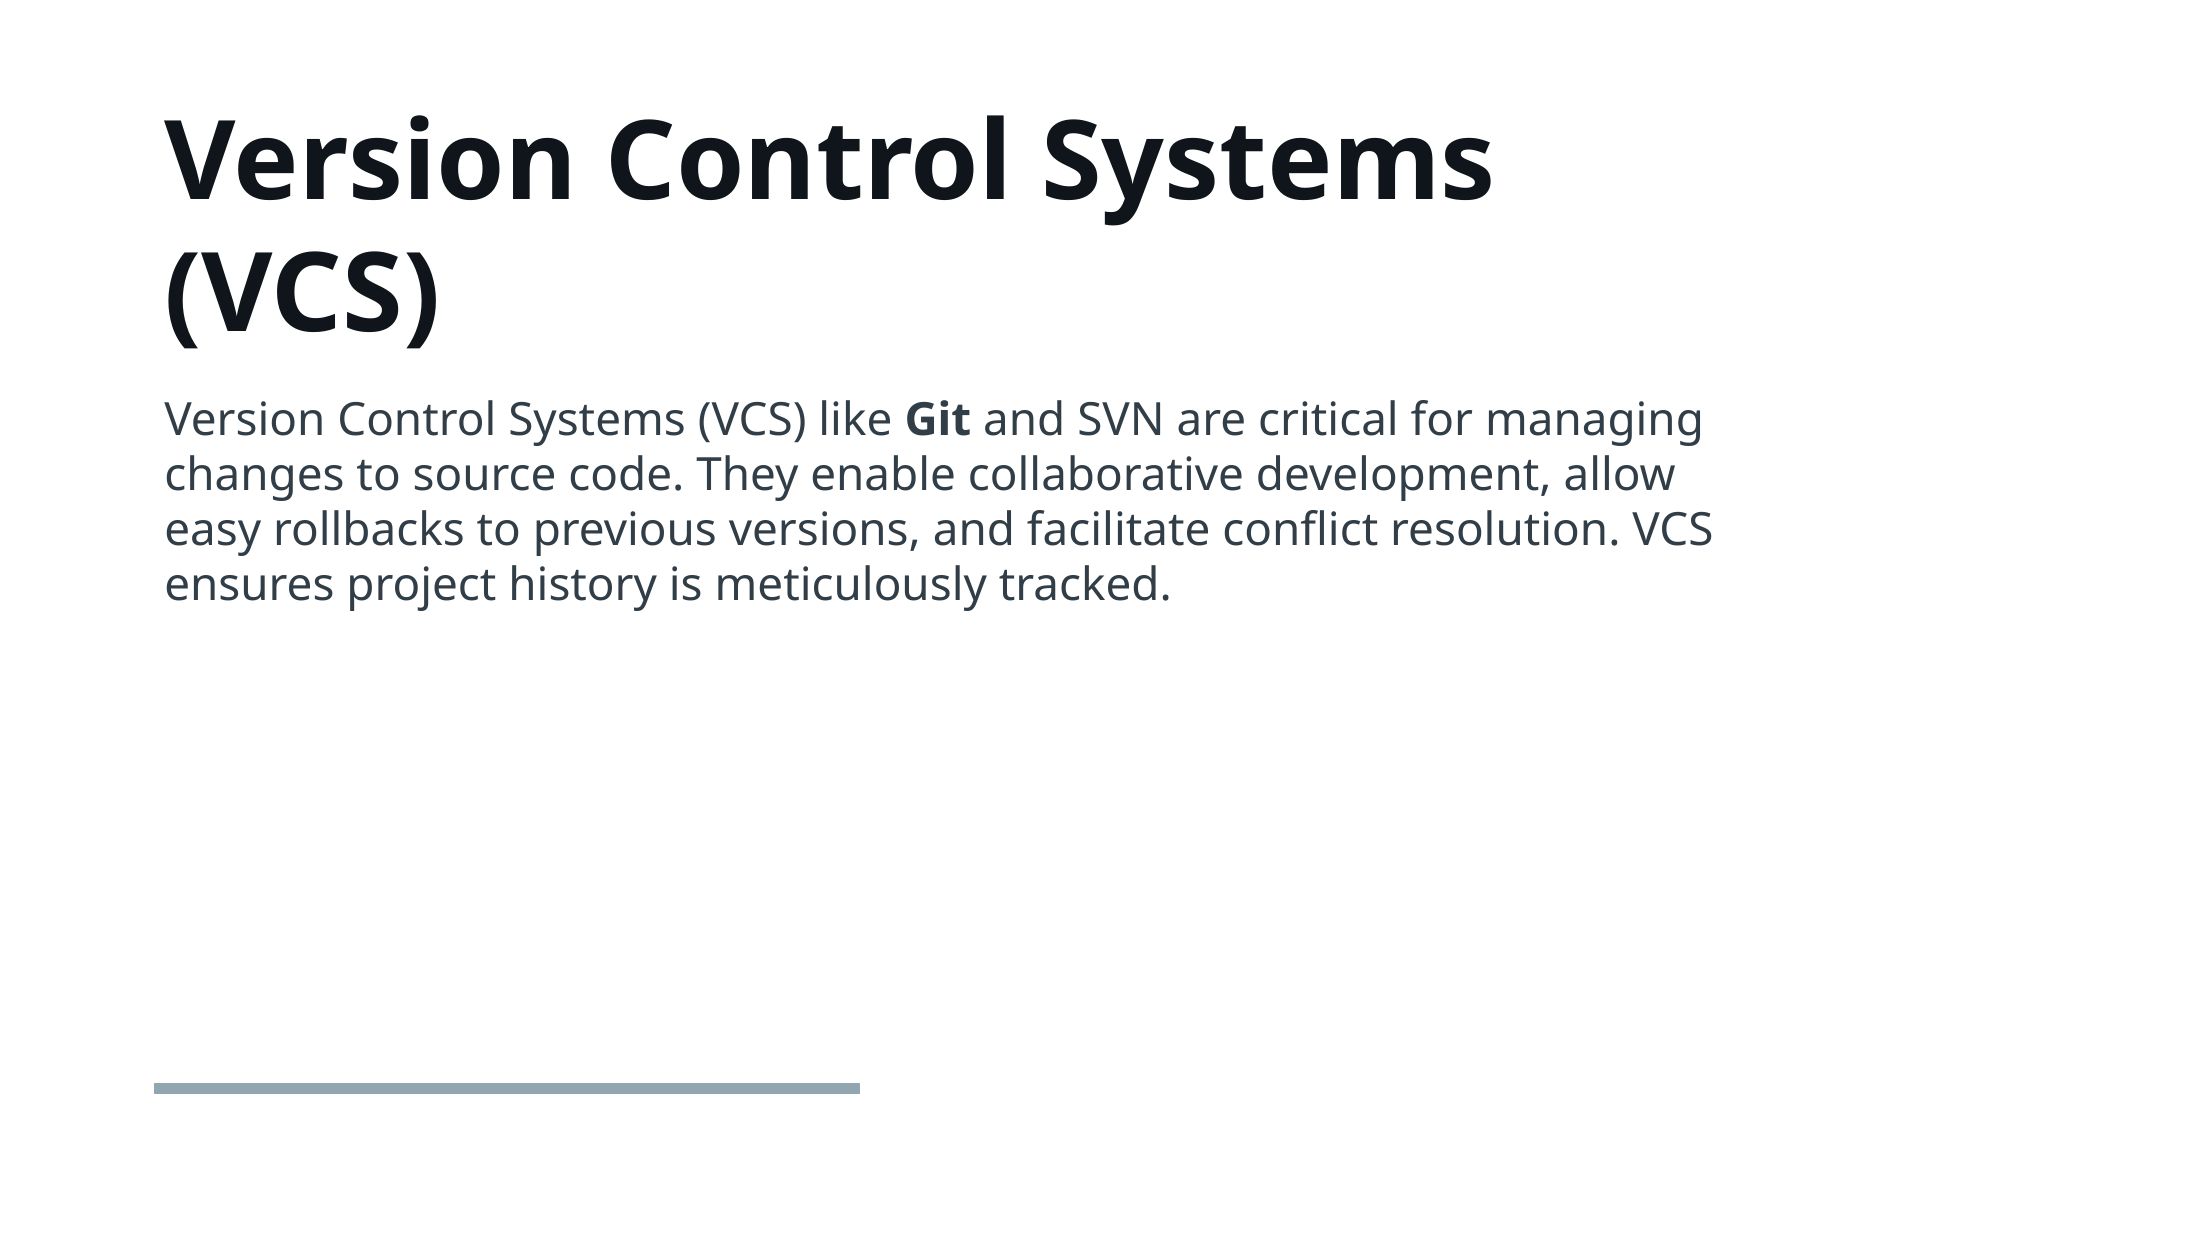 Version Control Systems
(VCS)
Version Control Systems (VCS) like Git and SVN are critical for managing
changes to source code. They enable collaborative development, allow
easy rollbacks to previous versions, and facilitate conflict resolution. VCS
ensures project history is meticulously tracked.